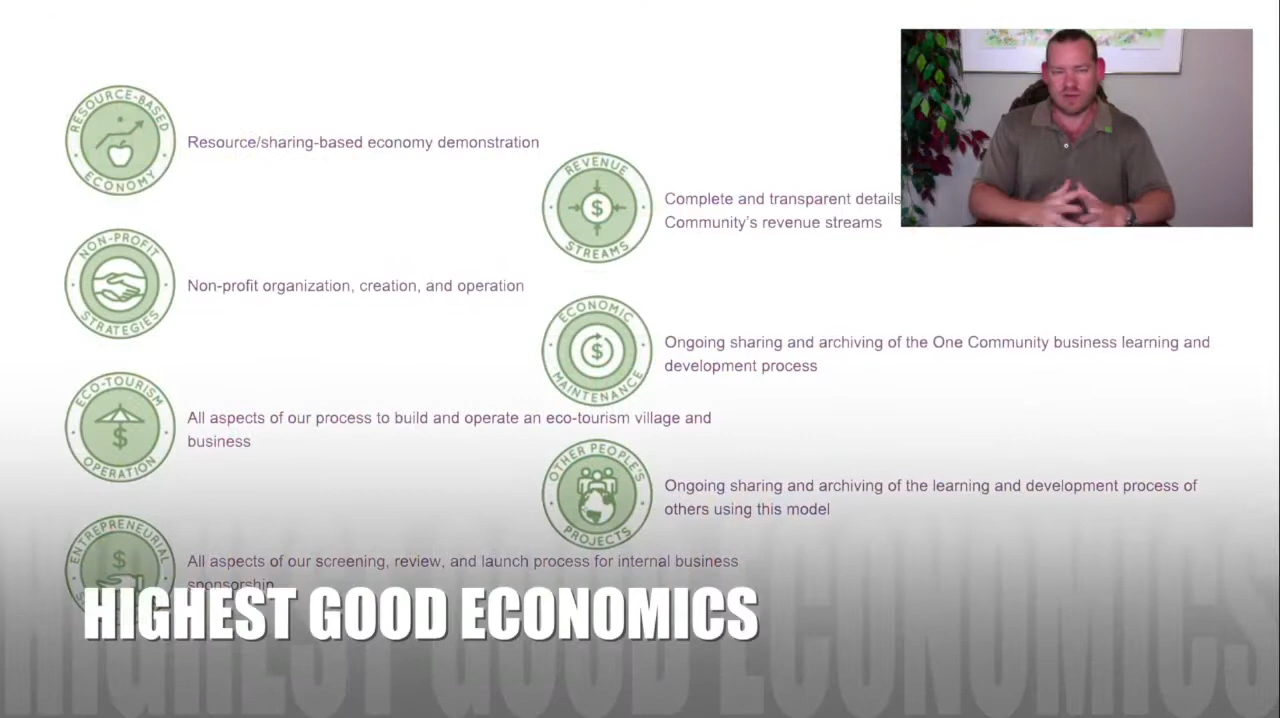 RESOURCE-BASED
ECONOMY
Resource/sharing-based economy demonstration
NON-PROFIT
STRATEGIES
Non-profit organization, creation, and operation
ECO-TOURISM
$
OPERATION
All aspects of our process to build and operate an eco-tourism village and
business
ENTREPRENEURIAL
$
All aspects of our screening, review, and launch process for internal business
sponsorship
REVENUE
$
STREAMS
Complete and transparent details
Community's revenue streams
ECONOMIC
$
MAINTENANCE
Ongoing sharing and archiving of the One Community business learning and
development process
OTHER PEOPLE'S
PROJECTS
Ongoing sharing and archiving of the learning and development process of
others using this model
HIGHEST GOOD ECONOMICS
HIGHEST GOOD ECONOMICS